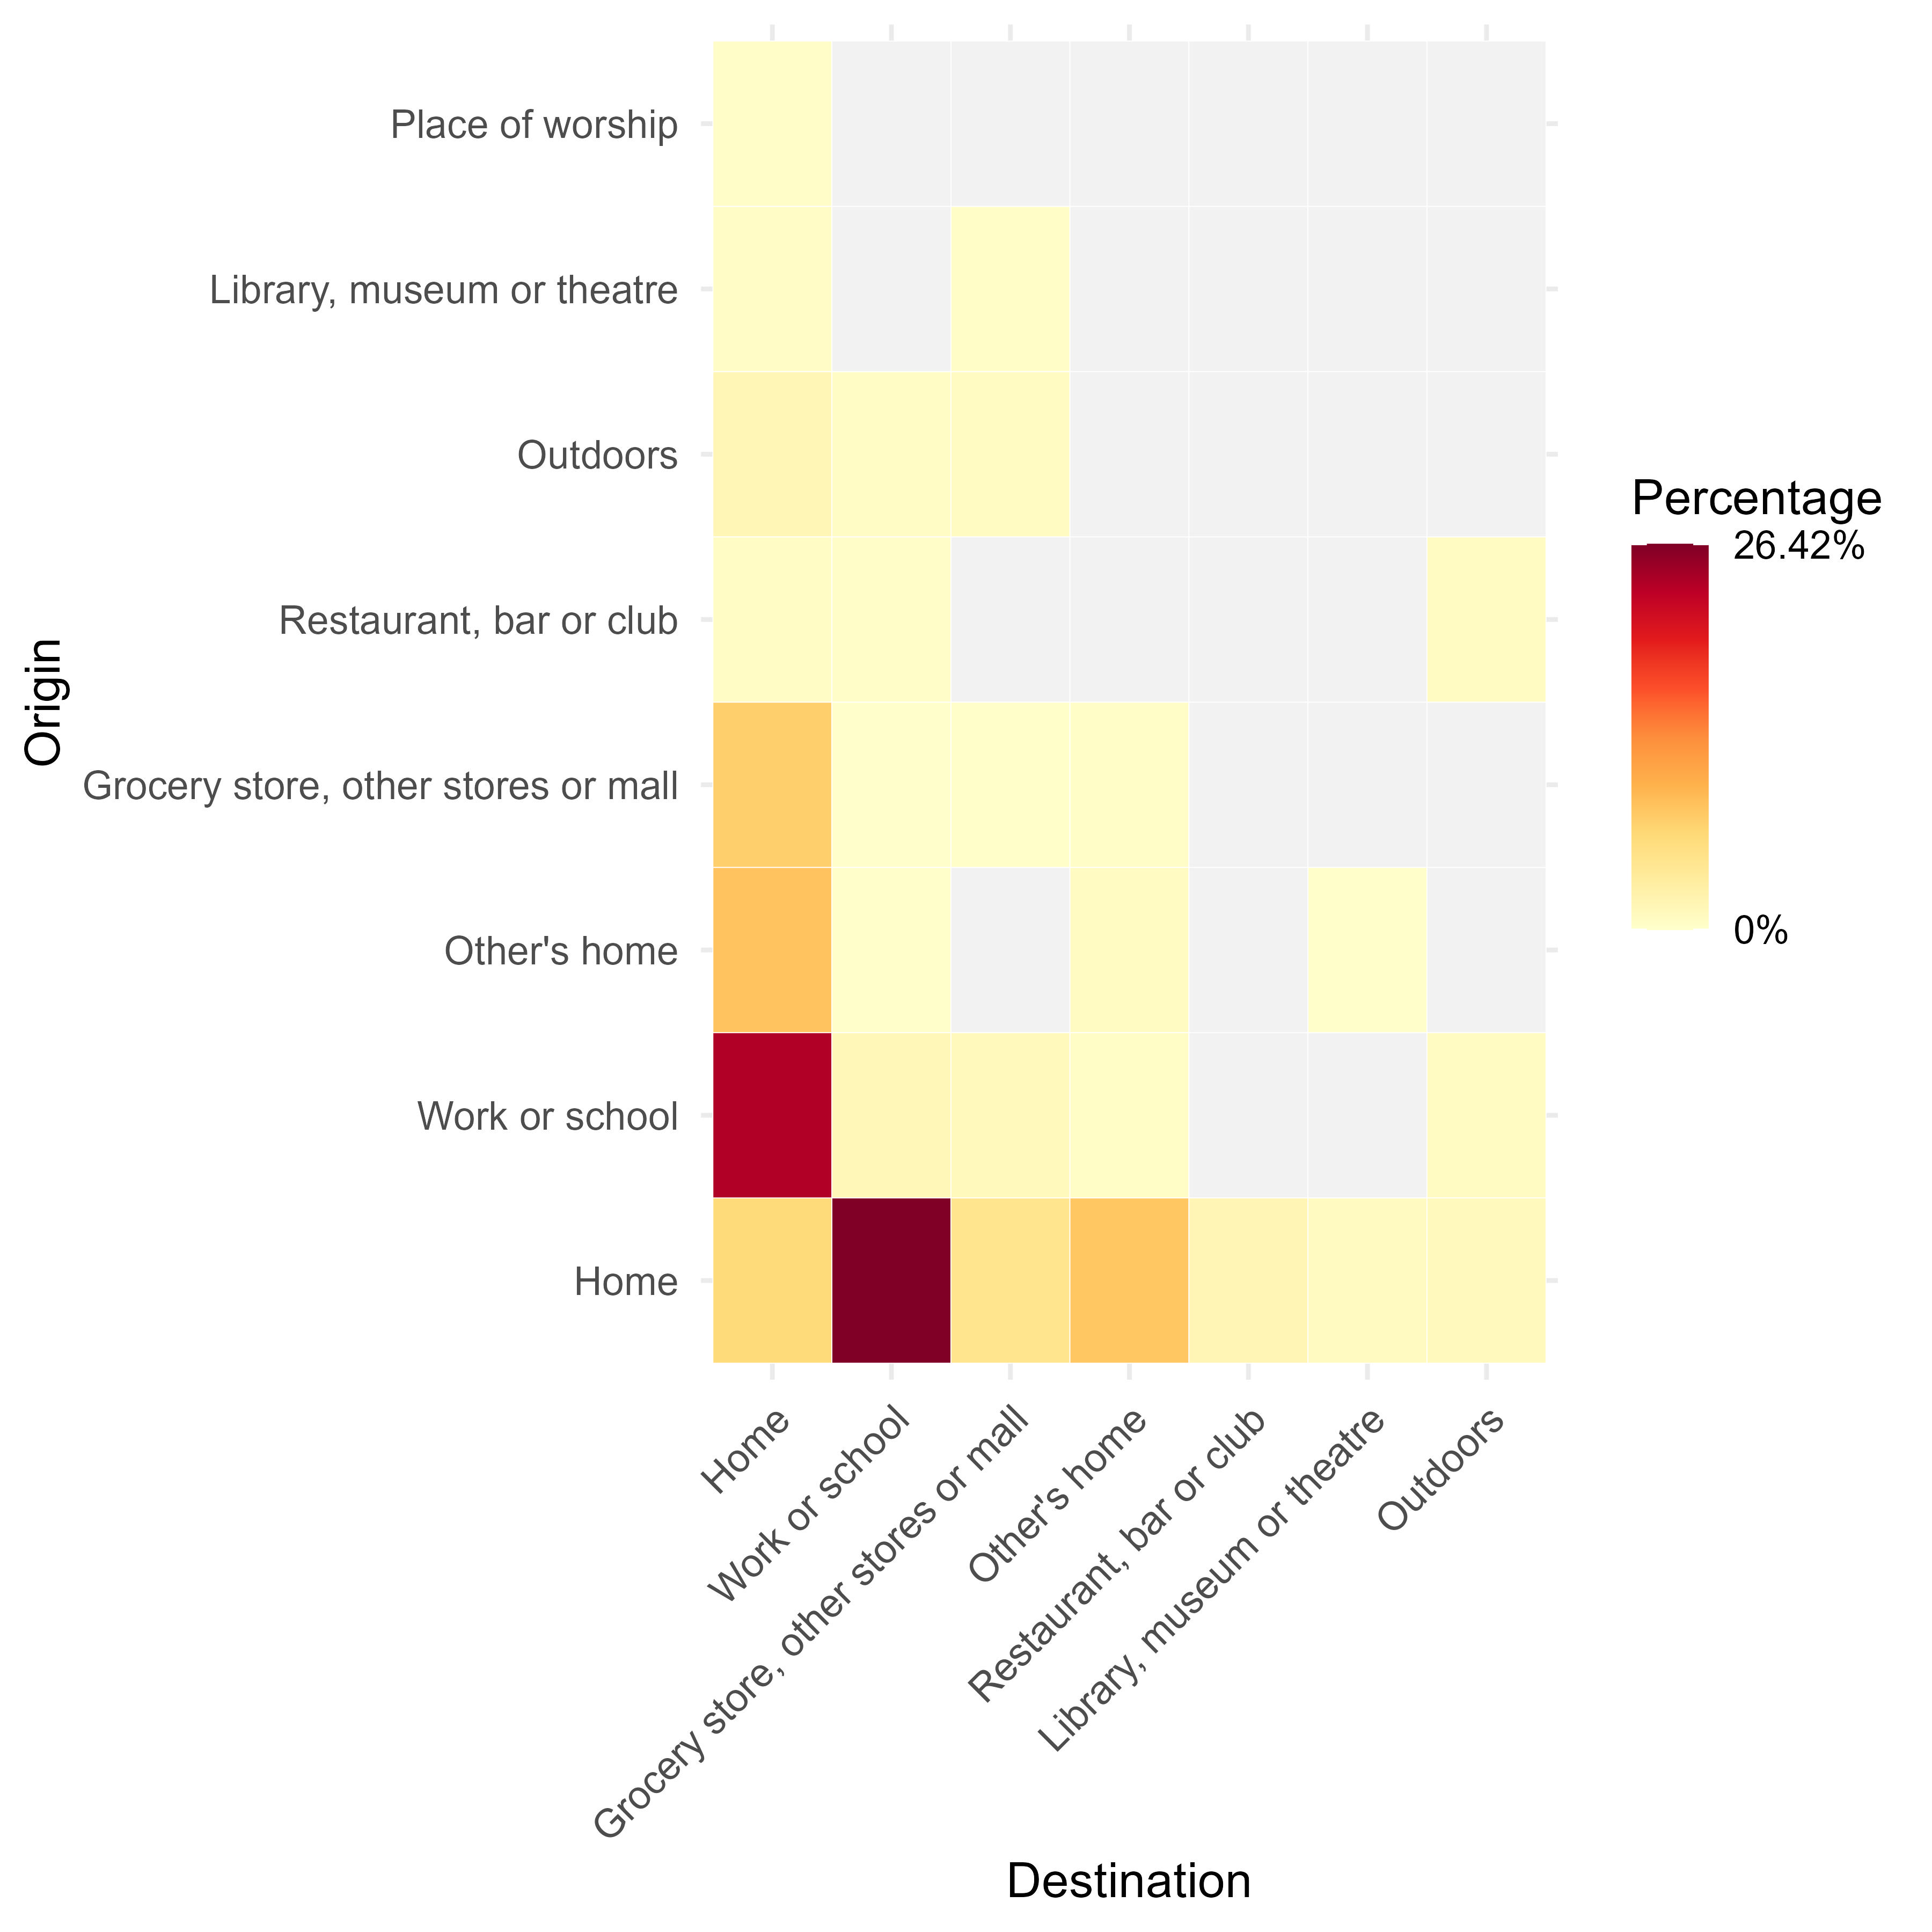 Place of worship
Library, museum or theatre
Outdoors
Restaurant, bar or club
Grocery store, other stores or mall
Other's home
Work or school
Home
Origin
Home
Work or school
Grocery store, other stores or mall
Other's home
Restaurant, bar or club
Library, museum or theatre
Outdoors
Destination
Percentage
26.42%
0%